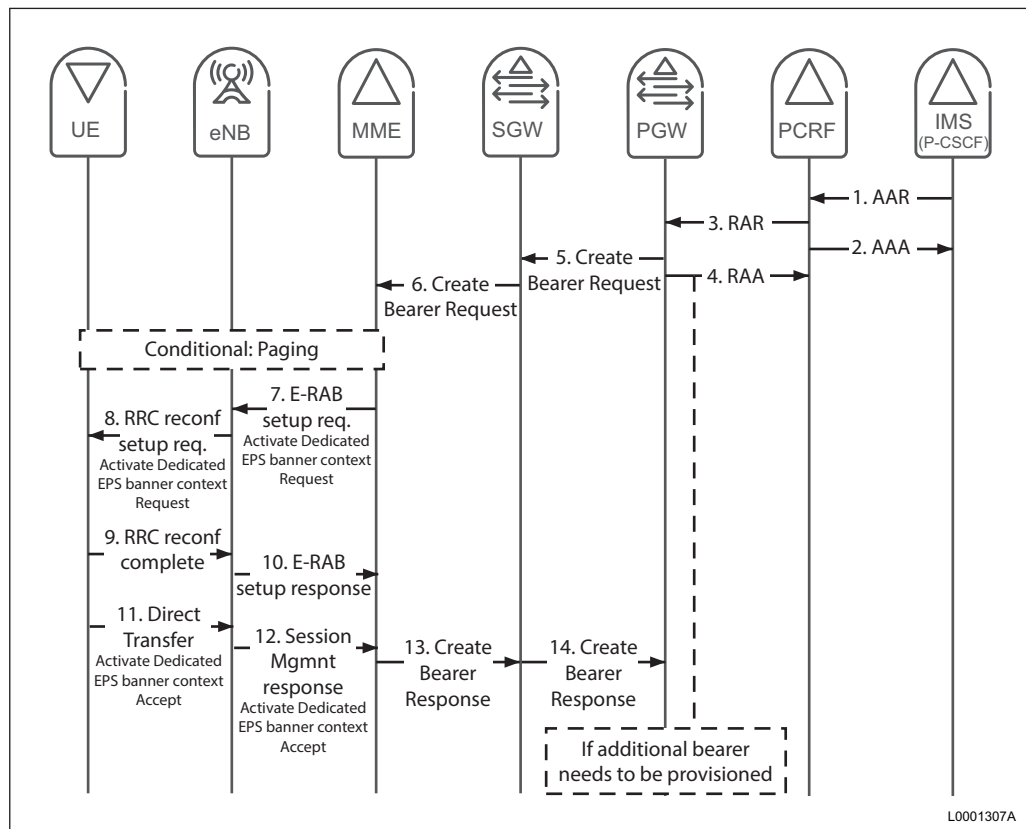 UE
eNB
MME
SGW
PGW
PCRF
IMS
(P-CSCF)
1. AAR
3. RAR
2. AAA
5. Create
Bearer Request
4. RAA
6. Create
Bearer Request
Conditional: Paging
7. E-RAB
setup req.
Activate Dedicated
EPS banner context
Request
8. RRC reconf
setup req.
Activate Dedicated
EPS banner context
Request
9. RRC reconf
complete
10. E-RAB
setup response
11. Direct
Transfer
Activate Dedicated
EPS banner context
Accept
12. Session
Mgmnt
response
Activate Dedicated
EPS banner context
Accept
13. Create
Bearer
Response
14. Create
Bearer
Response
If additional bearer
needs to be provisioned
L0001307A